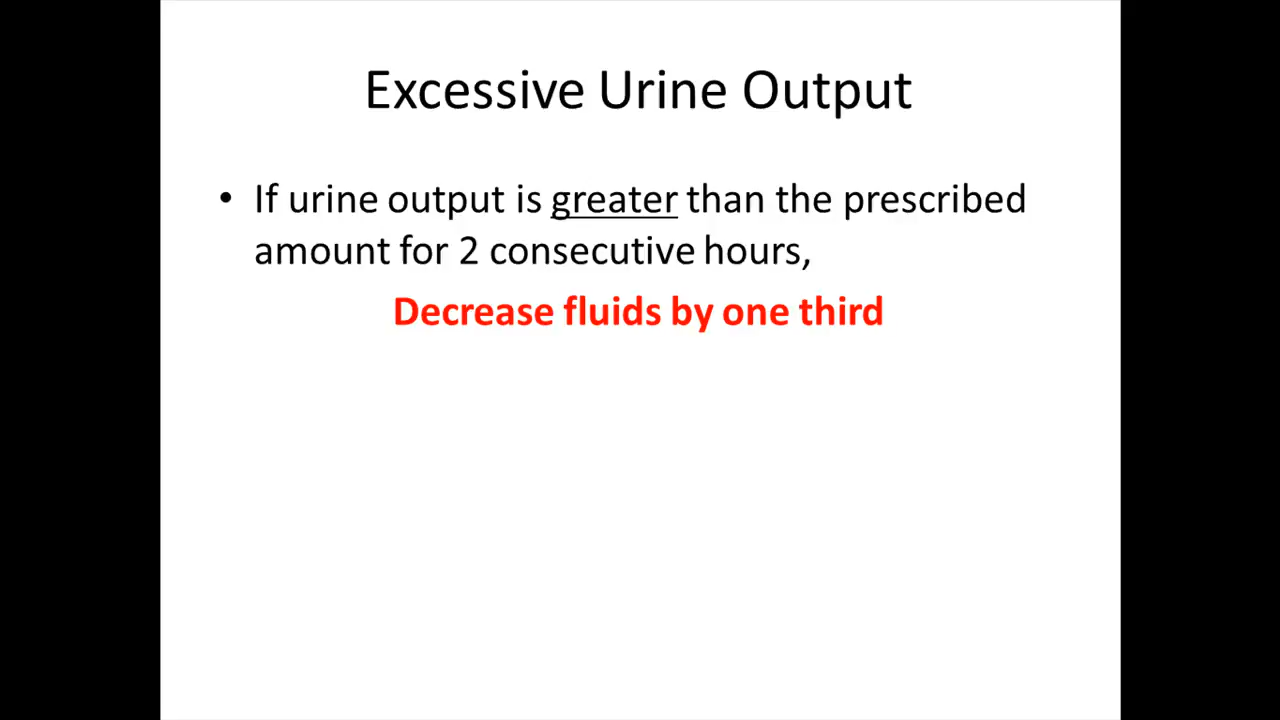 Excessive Urine Output
• If urine output is greater than the prescribed
amount for 2 consecutive hours,
Decrease fluids by one third